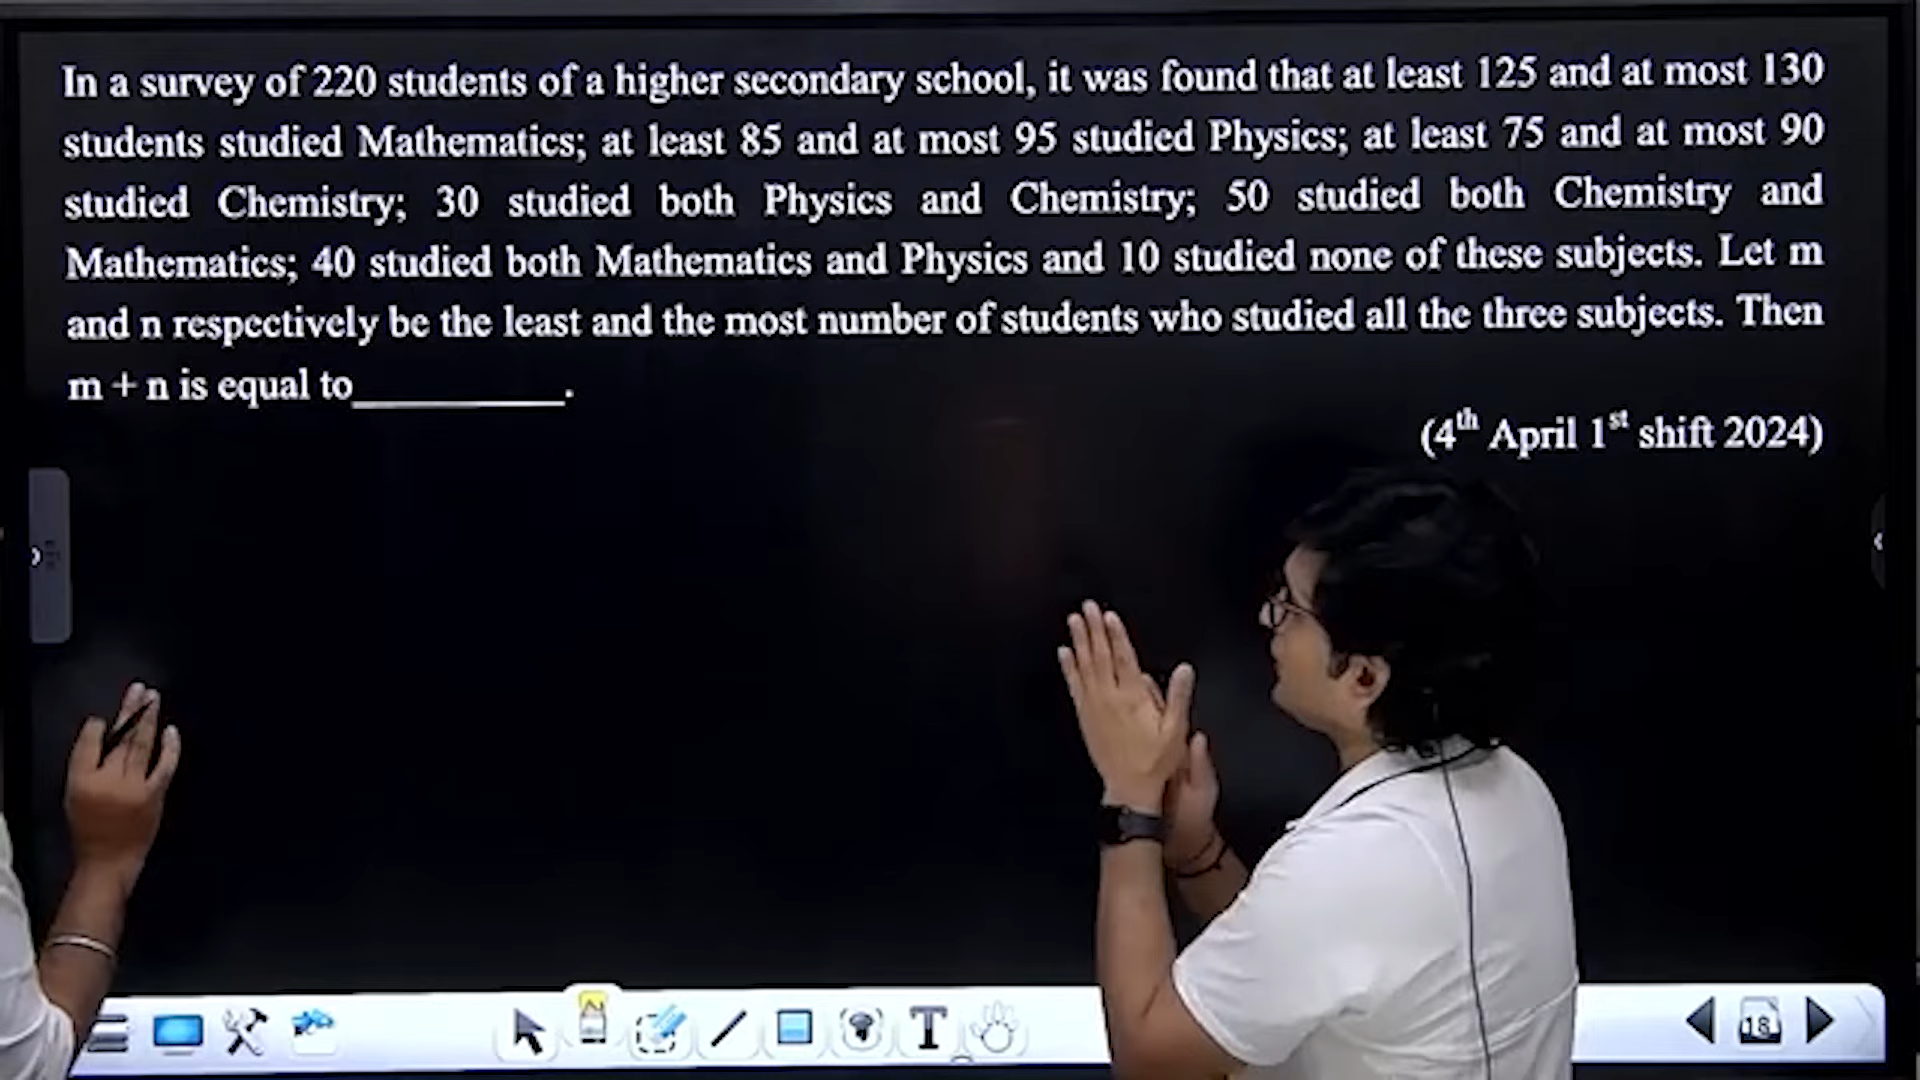 In a survey of 220 students of a higher secondary school, it was found that at least 125 and at most 130
students studied Mathematics; at least 85 and at most 95 studied Physics; at least 75 and at most 90
studied Chemistry; 30 studied both Physics and Chemistry; 50 studied both Chemistry and
Mathematics; 40 studied both Mathematics and Physics and 10 studied none of these subjects. Let m
and n respectively be the least and the most number of students who studied all the three subjects. Then
m + n is equal to__________.
(4th April 1st shift 2024)
T
18